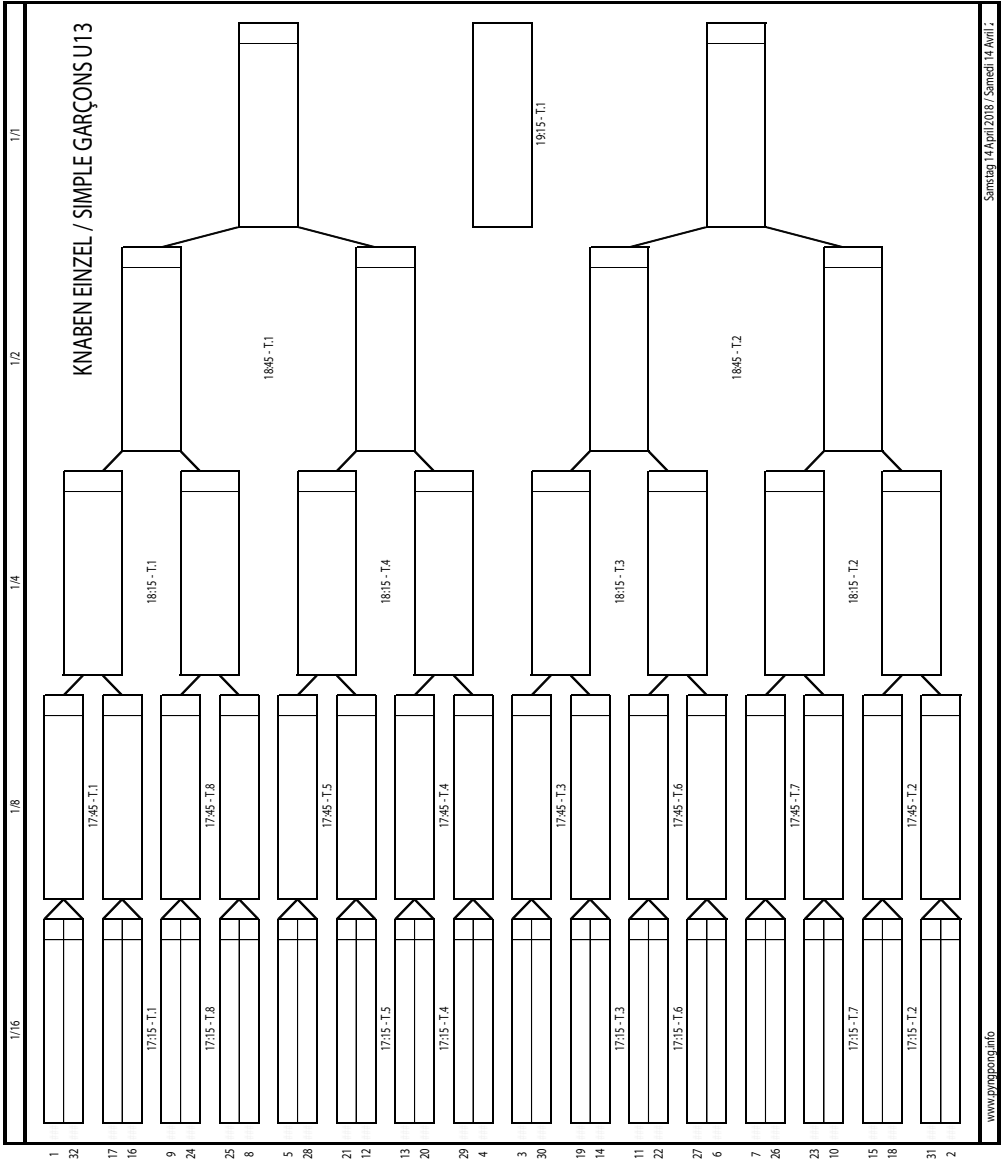 1/16
1/8
1/4
1/2
1/1
KNABEN EINZEL / SIMPLE GARÇONS U13
1
32
17:45 - T.1
17
16
17:15 - T.1
18:15 - T.1
9
24
17:15 - T.8
17:45 - T.8
25
8
18:45 - T.1
5
28
17:45 - T.5
21
12
17:15 - T.5
18:15 - T.4
13
20
17:15 - T.4
17:45 - T.4
29
4
3
30
19:15 - T.1
17:45 - T.3
19
14
17:15 - T.3
18:15 - T.3
11
22
17:15 - T.6
17:45 - T.6
27
6
18:45 - T.2
7
26
17:45 - T.7
23
10
17:15 - T.7
18:15 - T.2
15
18
17:15 - T.2
17:45 - T.2
31
2
www.pyngpong.info
Samstag 14 April 2018 / Samedi 14 Avril